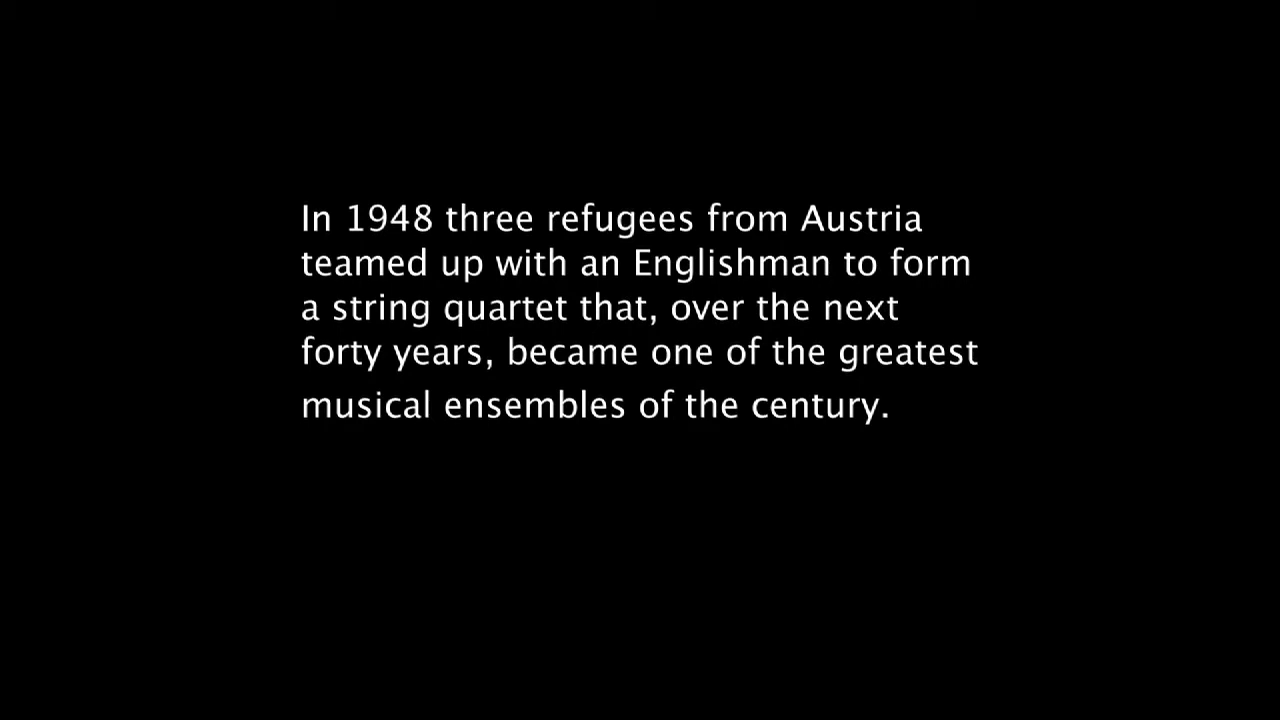 In 1948 three refugees from Austria
teamed up with an Englishman to form
a string quartet that, over the next
forty years, became one of the greatest
musical ensembles of the century.